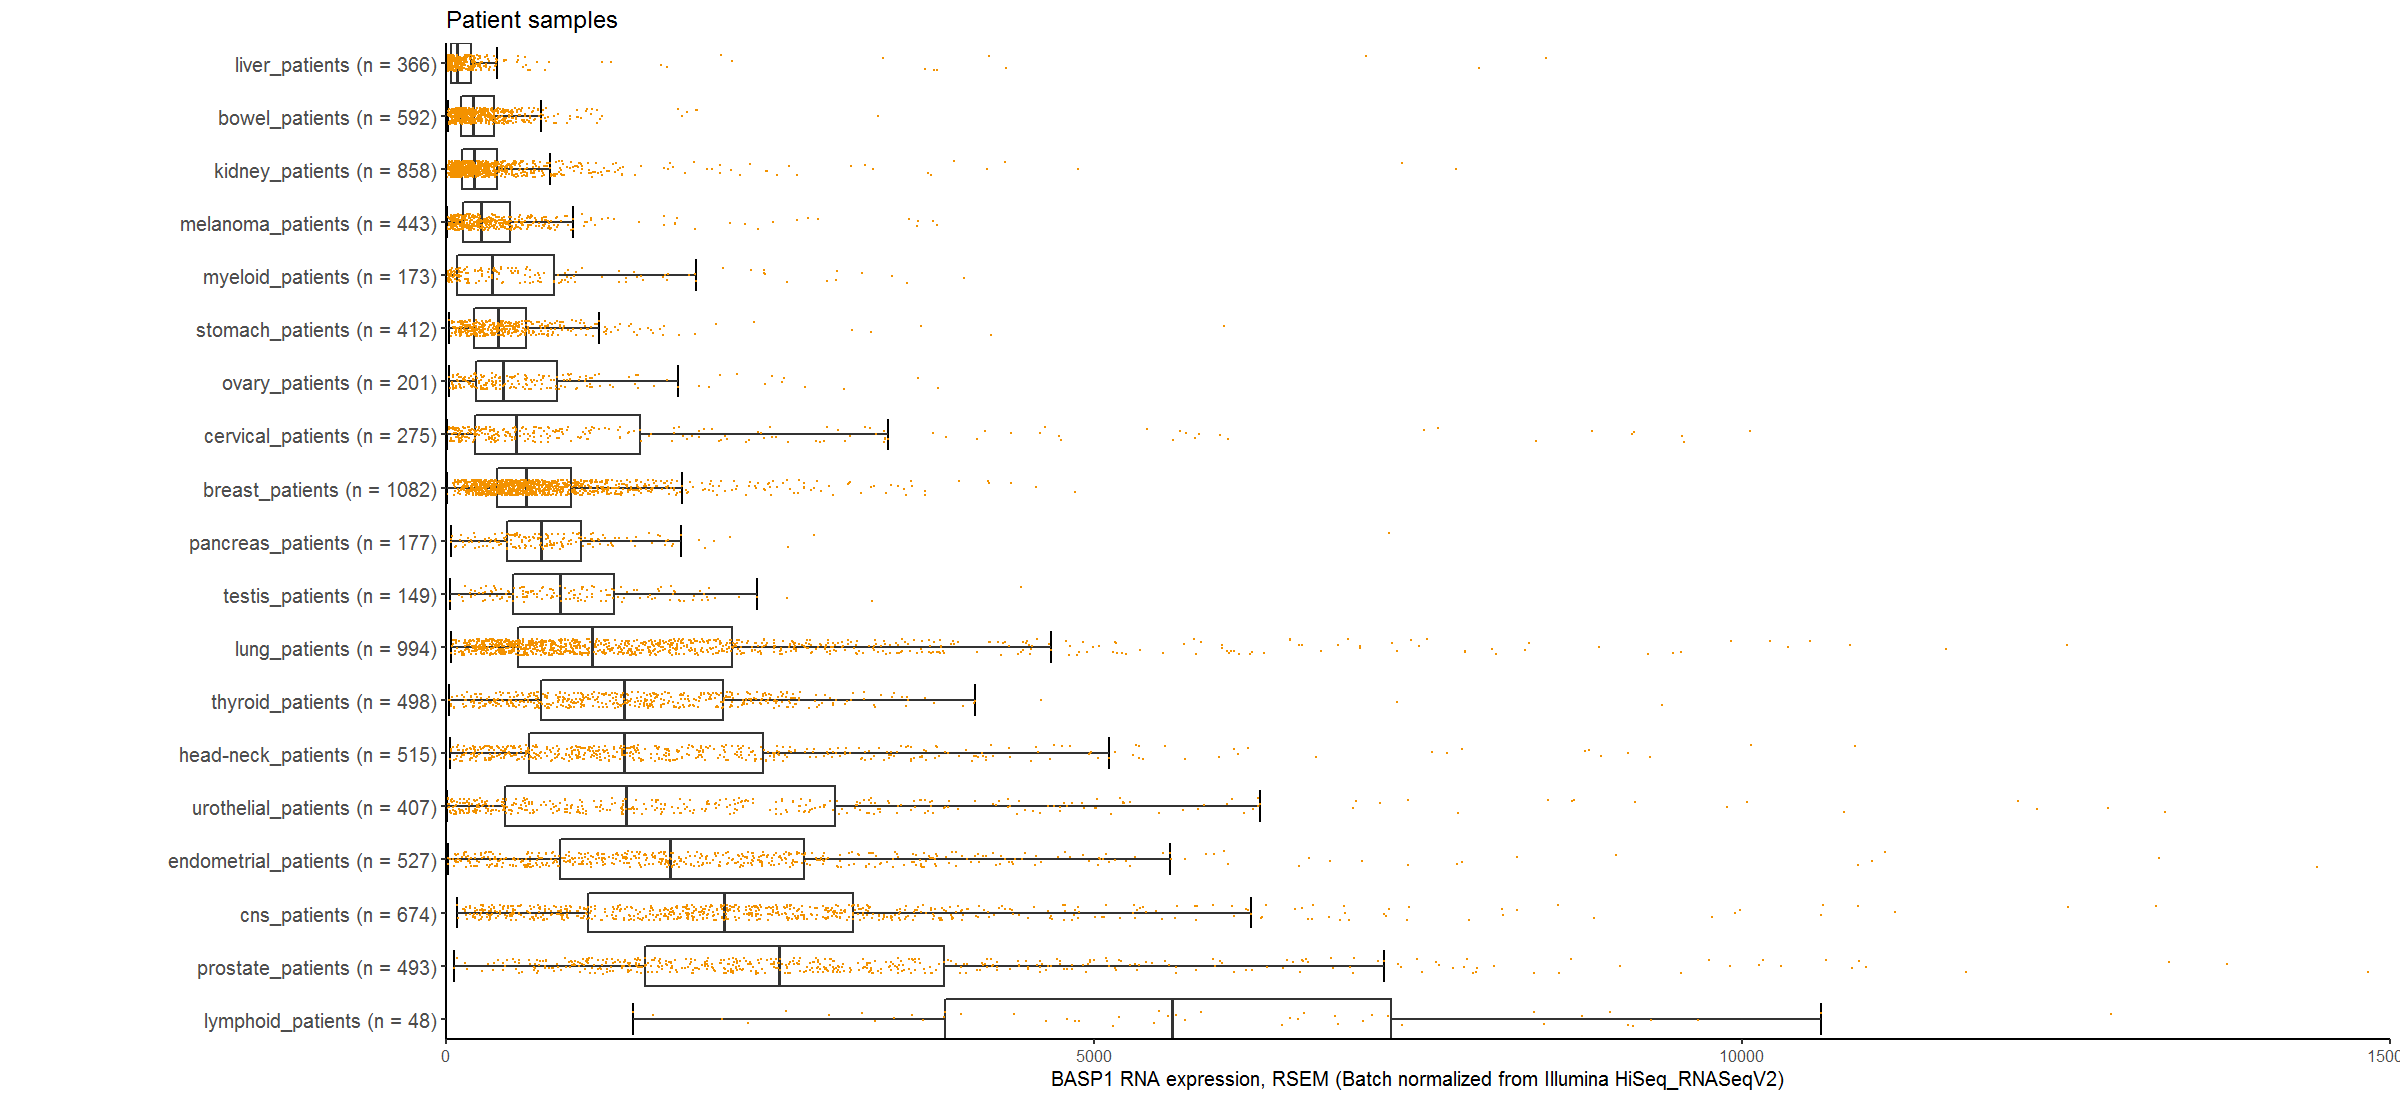 Patient samples
liver_patients (n = 366)
bowel_patients (n = 592)
kidney_patients (n = 858)
melanoma_patients (n = 443)
myeloid_patients (n = 173)
stomach_patients (n = 412)
ovary_patients (n = 201)
cervical_patients (n = 275)
breast_patients (n = 1082)
pancreas_patients (n = 177)
testis_patients (n = 149)
lung_patients (n = 994)
thyroid_patients (n = 498)
head-neck_patients (n = 515)
urothelial_patients (n = 407)
endometrial_patients (n = 527)
cns_patients (n = 674)
prostate_patients (n = 493)
lymphoid_patients (n = 48)
0 5000 10000 1500
BASP1 RNA expression, RSEM (Batch normalized from Illumina HiSeq_RNASeqV2)